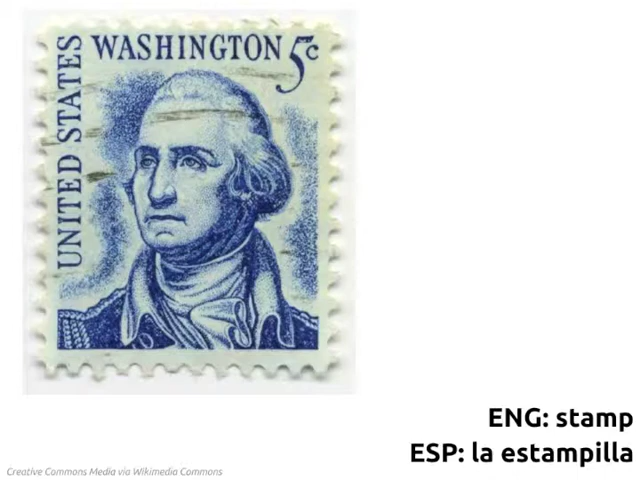 WASHINGTON 5c
UNITED STATES
ENG: stamp
ESP: la estampilla
Creative Commons Media via Wikimedia Commons